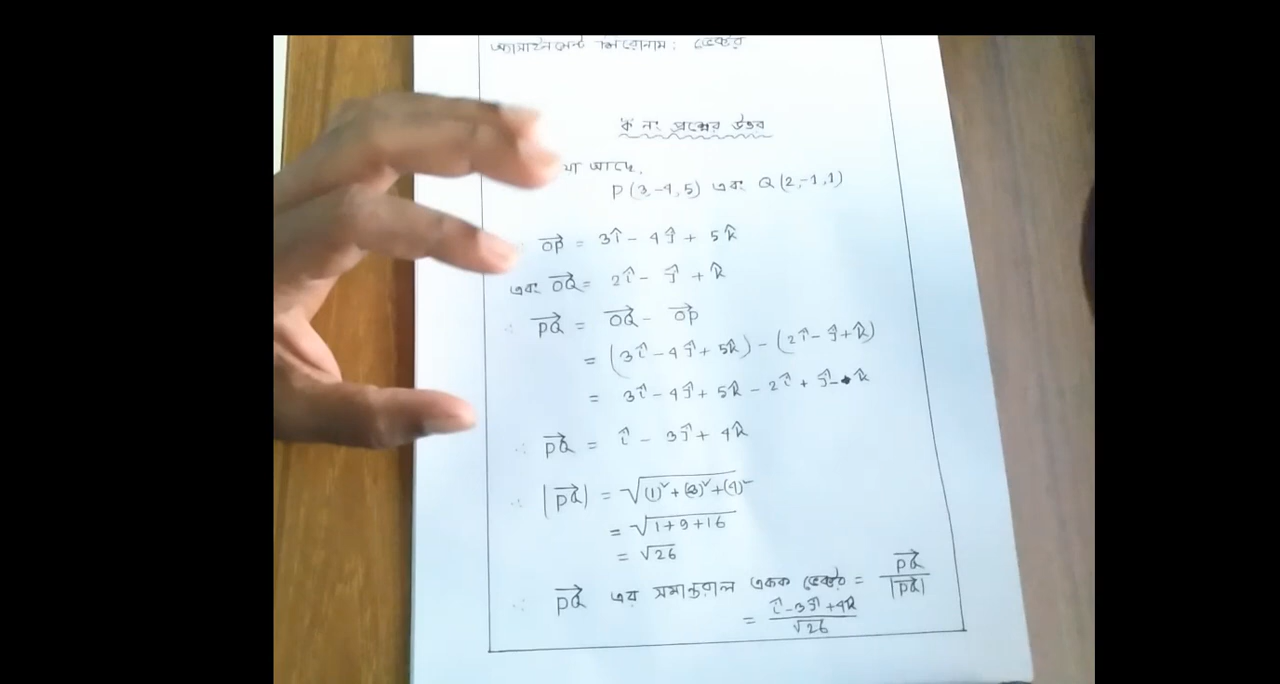 অ্যাসাইনমেন্ট শিরোনাম: ভেক্টর
ক নং প্রশ্নের উত্তর
আছে,
P(3,-4,5) এবং Q(2,-1,1)
∴ OP⃗ = 3î - 4ĵ + 5k̂
এবং OQ⃗ = 2î - ĵ + k̂
∴ PQ⃗ = OQ⃗ - OP⃗
= (3î - 4ĵ + 5k̂) - (2î - ĵ + k̂)
= 3î - 4ĵ + 5k̂ - 2î + ĵ - k̂
∴ PQ⃗ = î - 3ĵ + 4k̂
∴ |PQ⃗| = √(1)² + (3)² + (4)²
= √1+9+16
= √26
∴ PQ⃗ এর সমান্তরাল একক ভেক্টর = PQ⃗/|PQ⃗|
= î - 3ĵ + 4k̂/√26